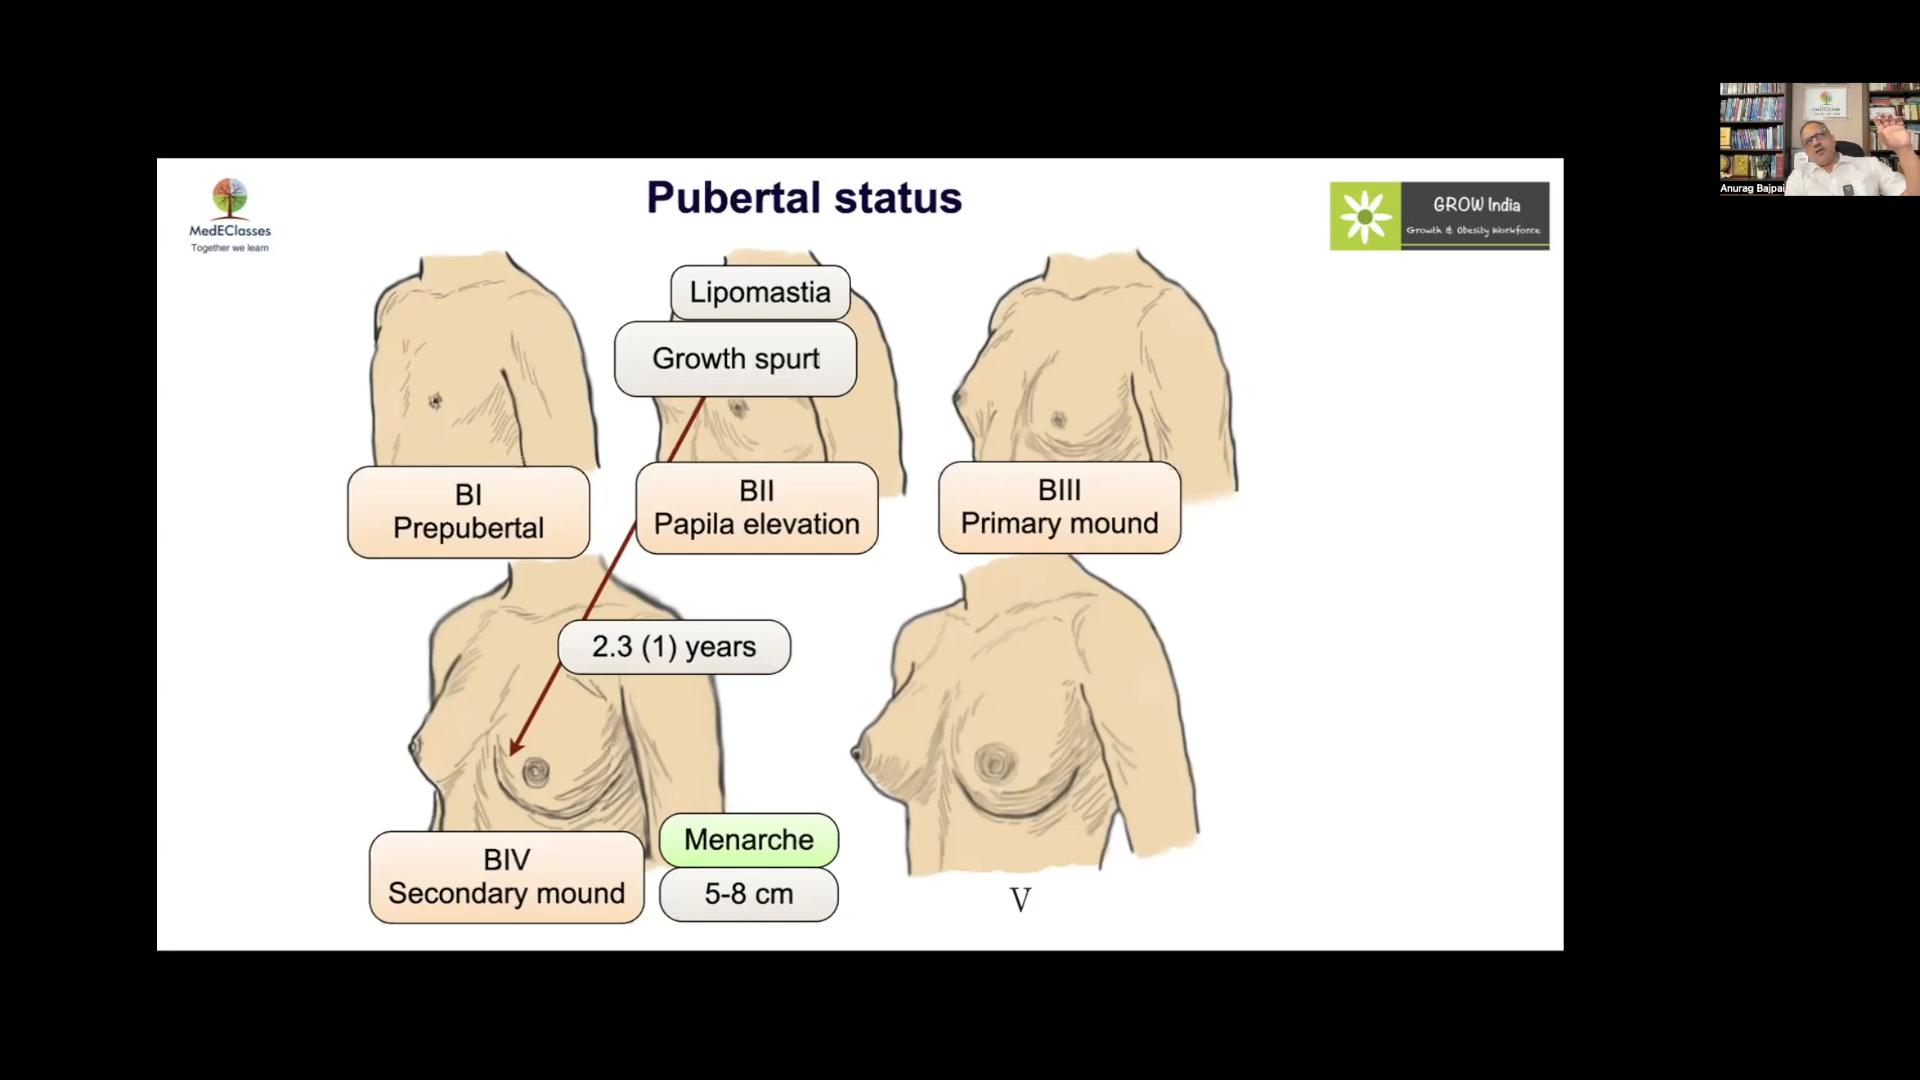 Pubertal status
MedEClasses
Together we learn
GROW India
Growth & Obesity Workforce
Anurag Bajpai
Lipomastia
Growth spurt
BI
Prepubertal
BII
Papila elevation
BIII
Primary mound
2.3 (1) years
BIV
Secondary mound
Menarche
5-8 cm
V